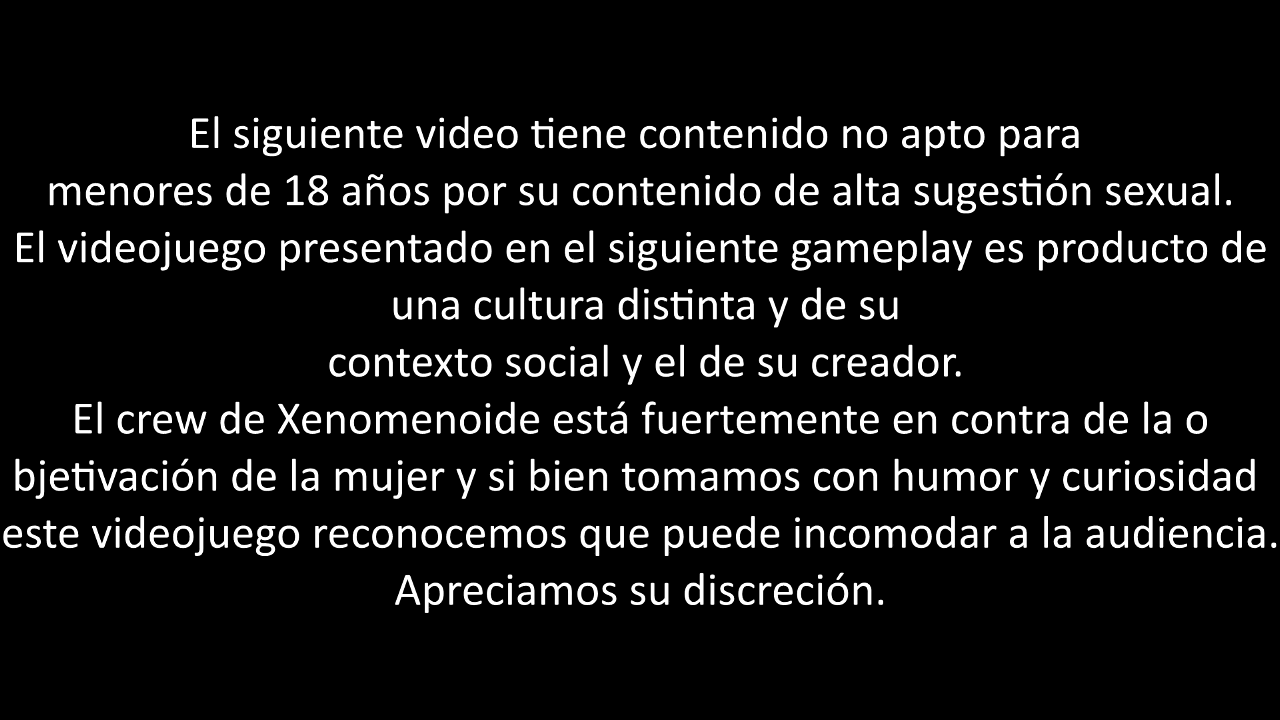 El siguiente video tiene contenido no apto para
menores de 18 años por su contenido de alta sugestión sexual.
El videojuego presentado en el siguiente gameplay es producto de
una cultura distinta y de su
contexto social y el de su creador.
El crew de Xenomenoide está fuertemente en contra de la o
bjetivación de la mujer y si bien tomamos con humor y curiosidad
este videojuego reconocemos que puede incomodar a la audiencia.
Apreciamos su discreción.